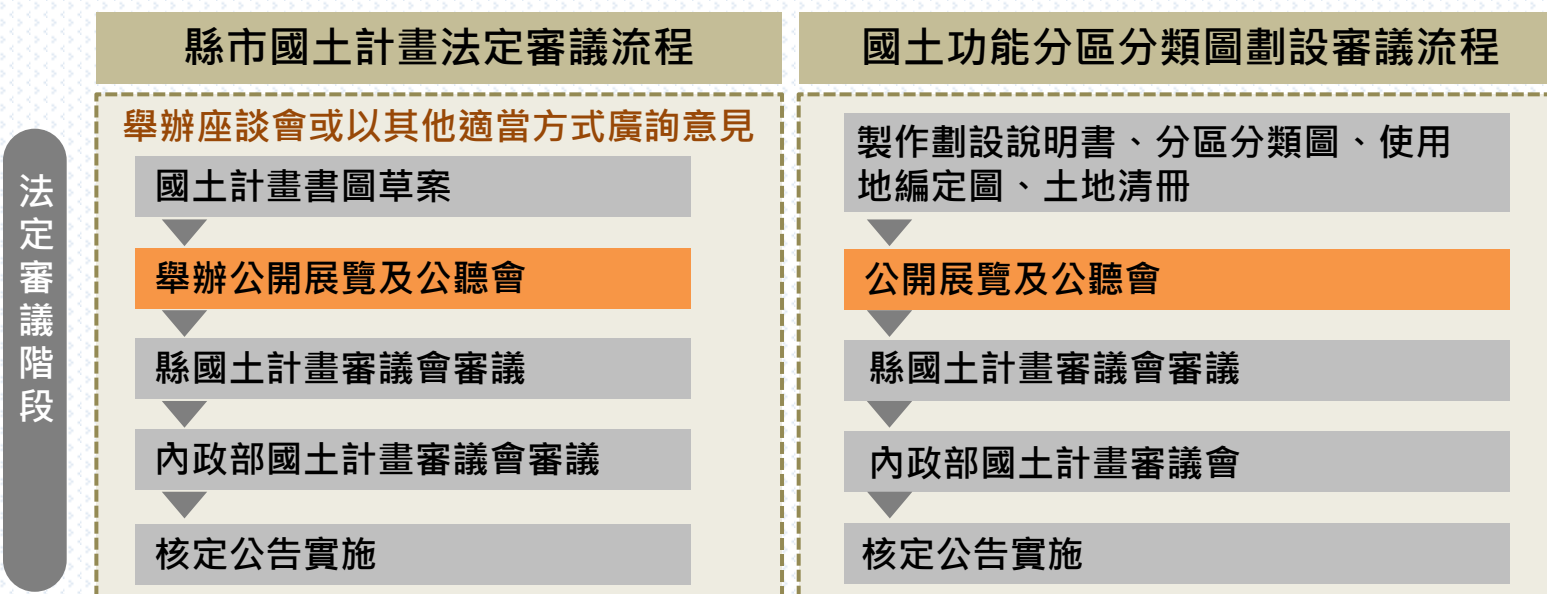 法定審議階段
縣市國土計畫法定審議流程
舉辦座談會或以其他適當方式廣詢意見
國土計畫書圖草案
舉辦公開展覽及公聽會
縣國土計畫審議會審議
內政部國土計畫審議會審議
核定公告實施
國土功能分區分類圖劃設審議流程
製作劃設說明書、分區分類圖、使用
地編定圖、土地清冊
公開展覽及公聽會
縣國土計畫審議會審議
內政部國土計畫審議會
核定公告實施